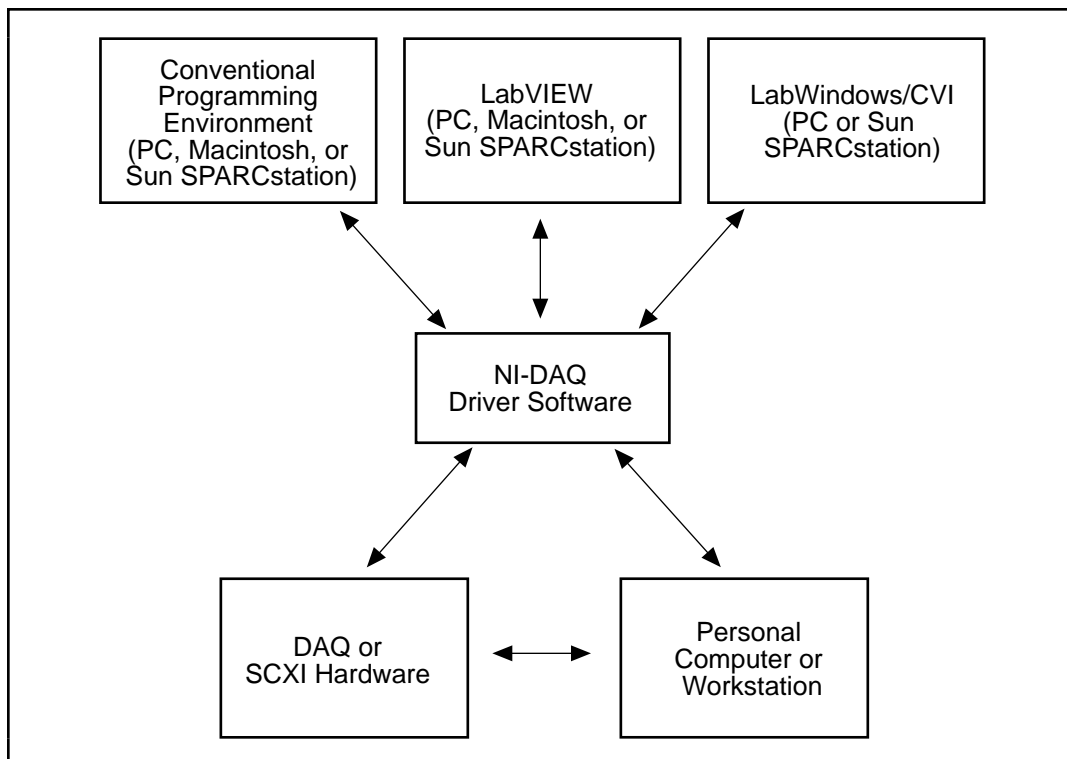 Conventional
Programming
Environment
(PC, Macintosh, or
Sun SPARCstation)
LabVIEW
(PC, Macintosh, or
Sun SPARCstation)
LabWindows/CVI
(PC or Sun
SPARCstation)
NI-DAQ
Driver Software
DAQ or
SCXI Hardware
Personal
Computer or
Workstation